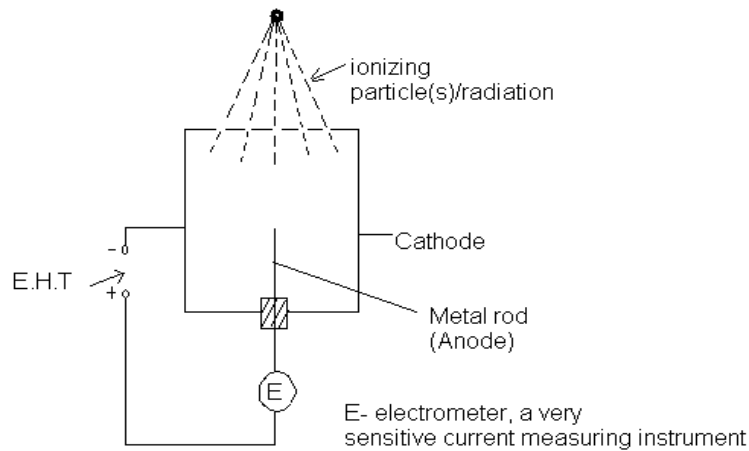 ionizing
particle(s)/radiation
Cathode
-
E.H.T
+
Metal rod
(Anode)
E
E- electrometer, a very
sensitive current measuring instrument